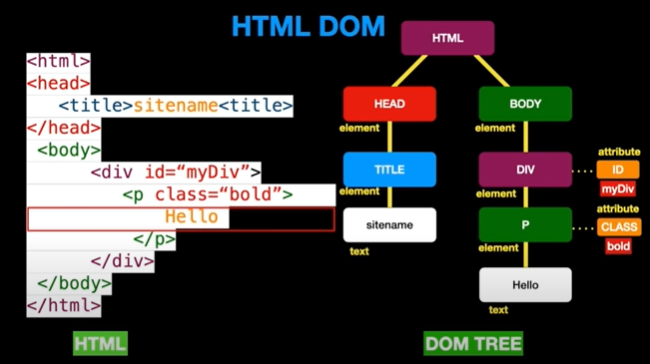 HTML DOM
<html>
<head>
<title>sitename<title>
</head>
<body>
<div id=“myDiv”>
<p class=“bold”>
Hello
</p>
</div>
</body>
</html>
HTML
HTML
HEAD
element
BODY
element
TITLE
element
DIV
element
attribute
ID
myDiv
sitename
text
P
element
attribute
CLASS
bold
Hello
text
DOM TREE